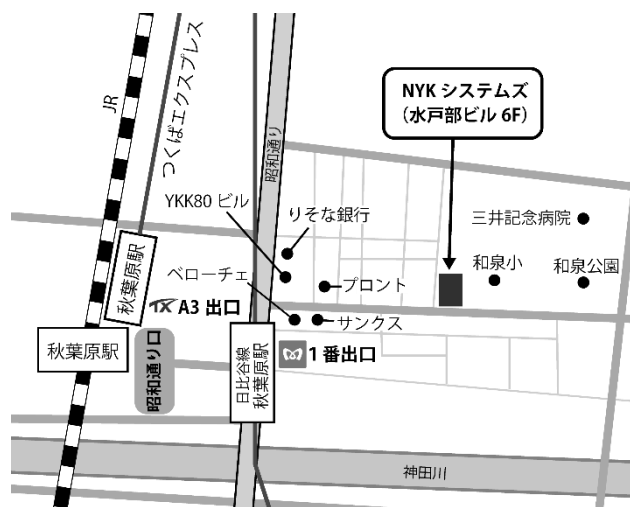 JR
つくばエクスプレス
昭和通り
NYK システムズ
(水戸部ビル 6F)
YKK80 ビル
りそな銀行
三井記念病院
和泉小
和泉公園
プロント
ベローチェ
サンクス
秋葉原駅
TX A3 出口
秋葉原駅
昭和通り口
日比谷線
秋葉原駅
1 番出口
神田川